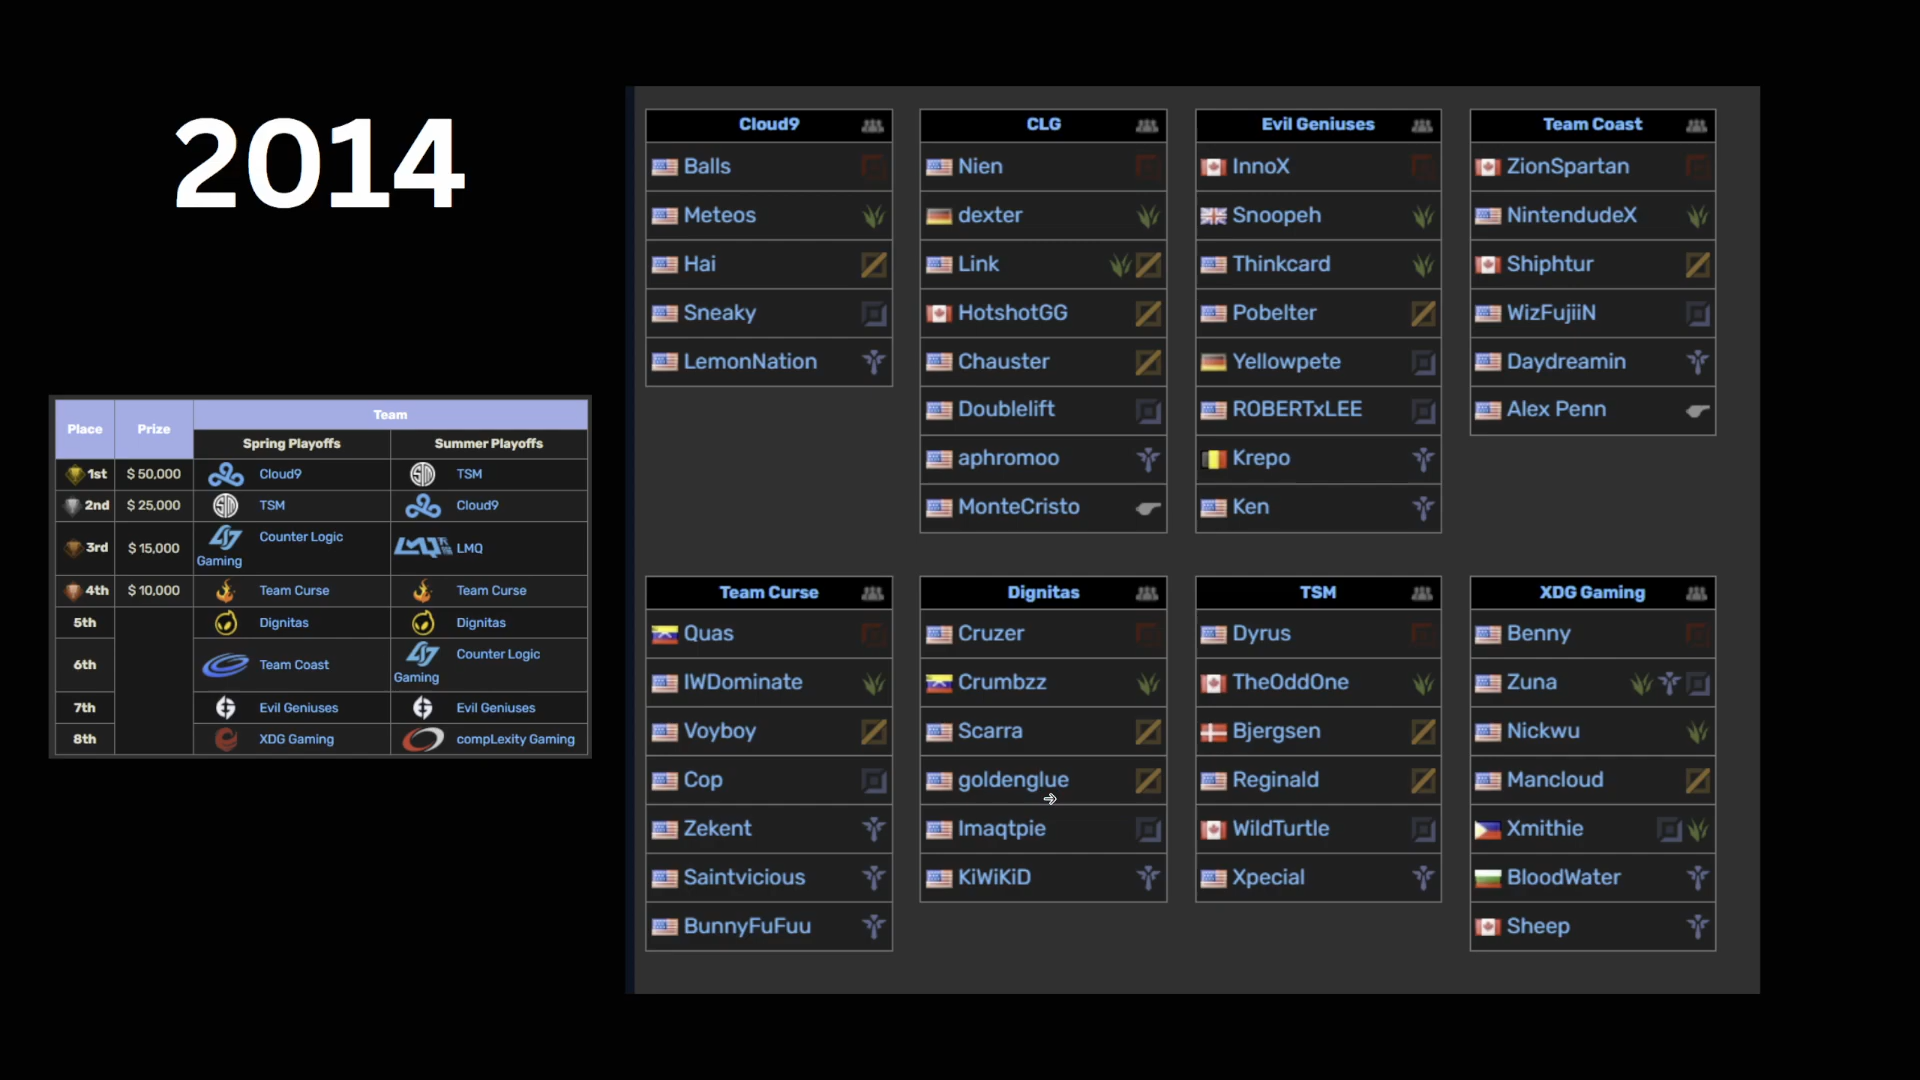 2014
Place Prize Team
Spring Playoffs Summer Playoffs
1st $ 50,000 Cloud9 TSM
2nd $ 25,000 TSM Cloud9
3rd $ 15,000 Counter Logic Gaming LMQ
4th $ 10,000 Team Curse Team Curse
5th Dignitas Dignitas
6th Team Coast Counter Logic Gaming
7th Evil Geniuses Evil Geniuses
8th XDG Gaming compLexity Gaming
Cloud9
Balls
Meteos
Hai
Sneaky
LemonNation
CLG
Nien
dexter
Link
HotshotGG
Chauster
Doublelift
aphromoo
MonteCristo
Evil Geniuses
InnoX
Snoopeh
Thinkcard
Pobelter
Yellowpete
ROBERTxLEE
Krepo
Ken
Team Coast
ZionSpartan
NintendudeX
Shiphtur
WizFujiiN
Daydreamin
Alex Penn
Team Curse
Quas
IWDominate
Voyboy
Cop
Zekent
Saintvicious
BunnyFuFuu
Dignitas
Cruzer
Crumbzz
Scarra
goldenglue
Imaqtpie
KiWiKiD
TSM
Dyrus
TheOddOne
Bjergsen
Reginald
WildTurtle
Xpecial
XDG Gaming
Benny
Zuna
Nickwu
Mancloud
Xmithie
BloodWater
Sheep